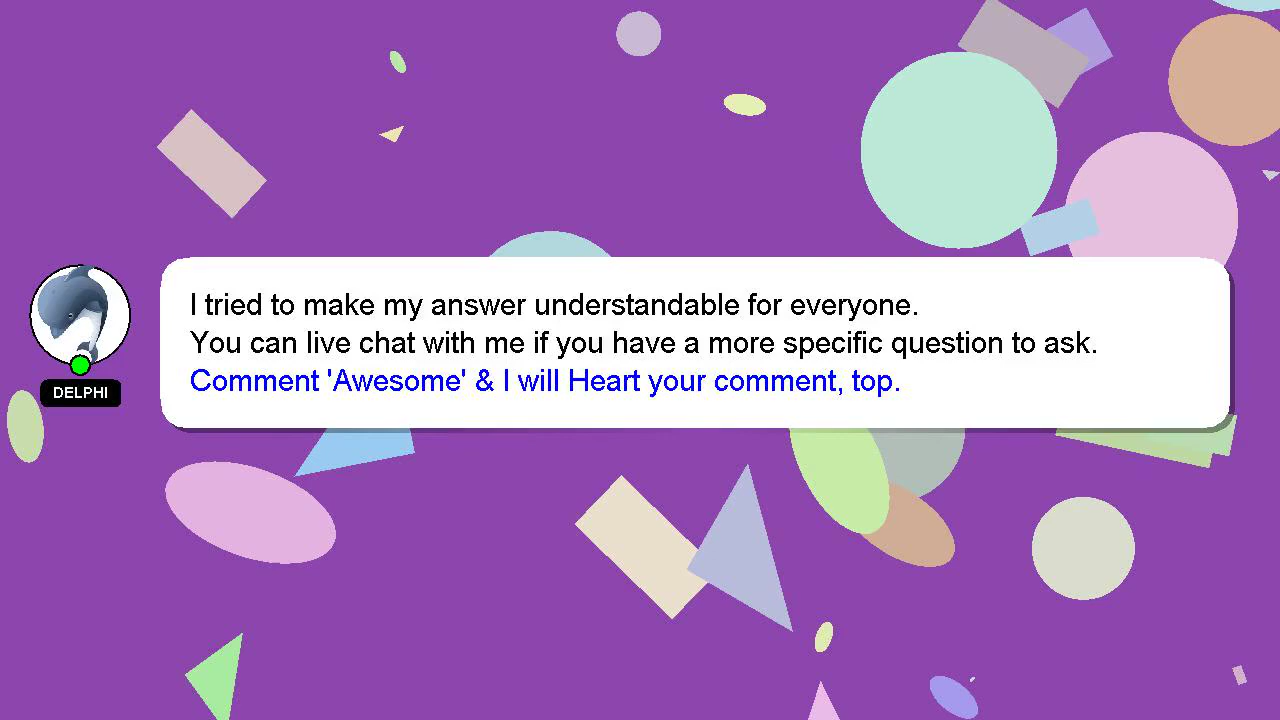 I tried to make my answer understandable for everyone.
You can live chat with me if you have a more specific question to ask.
Comment 'Awesome' & I will Heart your comment, top.
DELPHI